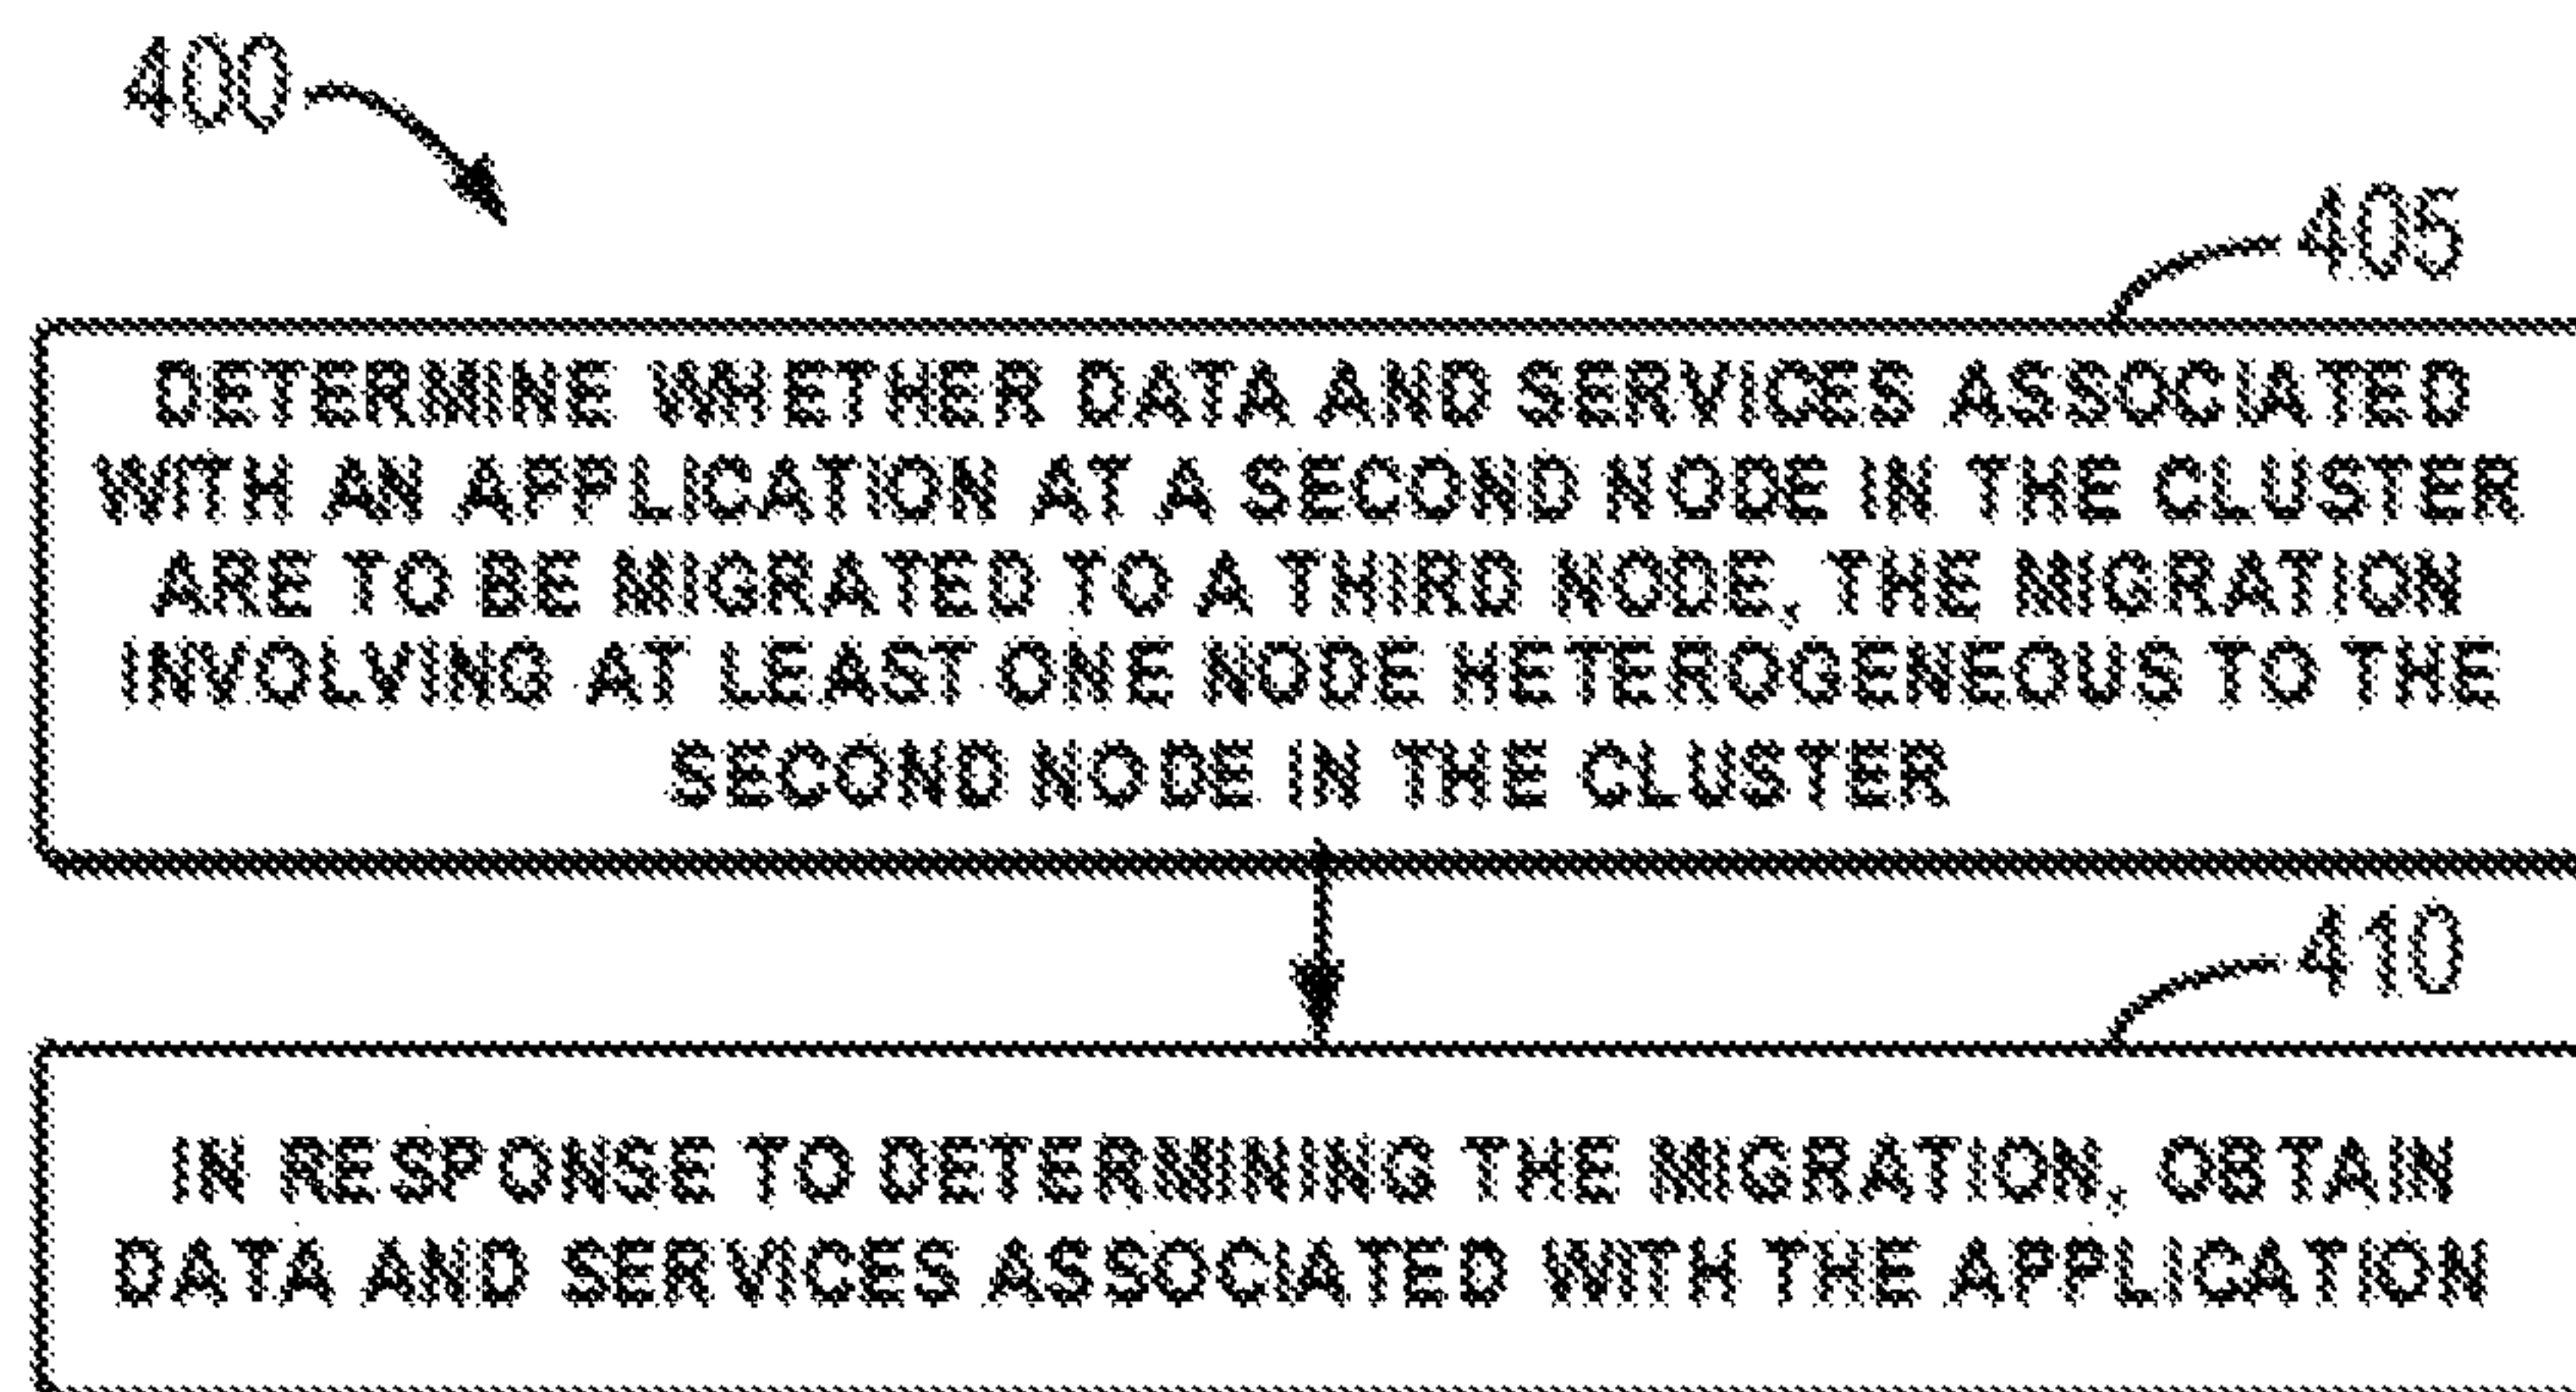 400
405
DETERMINE WHETHER DATA AND SERVICES ASSOCIATED
WITH AN APPLICATION AT A SECOND NODE IN THE CLUSTER
ARE TO BE MIGRATED TO A THIRD NODE, THE MIGRATION
INVOLVING AT LEAST ONE NODE HETEROGENEOUS TO THE
SECOND NODE IN THE CLUSTER
410
IN RESPONSE TO DETERMINING THE MIGRATION, OBTAIN
DATA AND SERVICES ASSOCIATED WITH THE APPLICATION